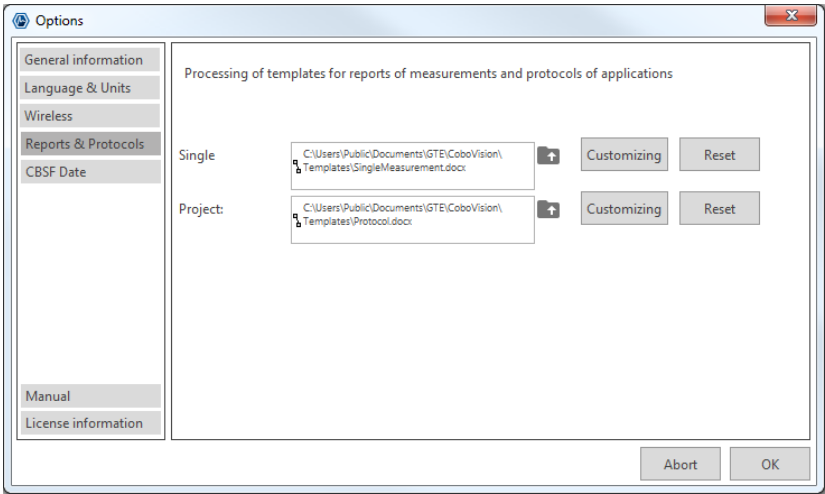 Options
General information
Language & Units
Wireless
Reports & Protocols
CBSF Date
Manual
License information
Processing of templates for reports of measurements and protocols of applications
Single
C:\Users\Public\Documents\GTE\CoboVision\
Templates\SingleMeasurement.docx
Customizing
Reset
Project:
C:\Users\Public\Documents\GTE\CoboVision\
Templates\Protocol.docx
Customizing
Reset
Abort
OK